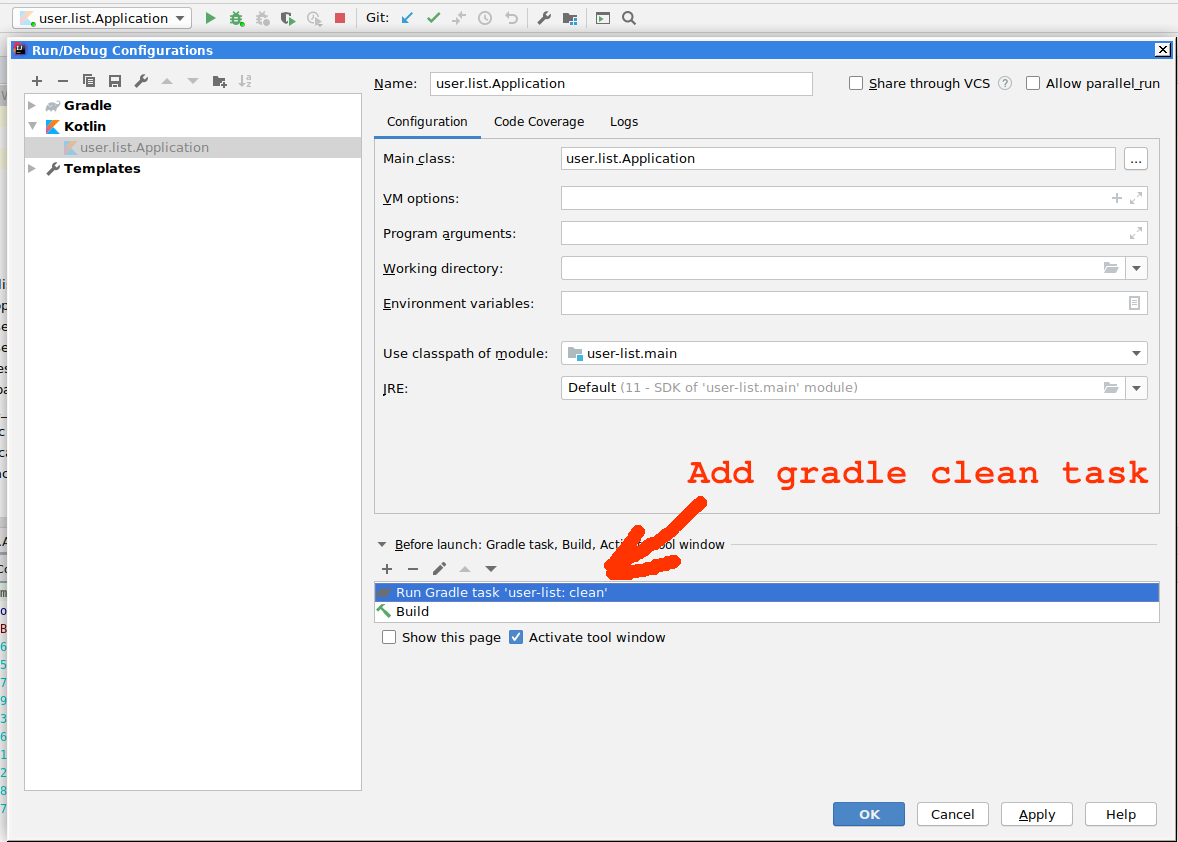 user.list.Application
Git:
Run/Debug Configurations
Gradle
Kotlin
user.list.Application
Templates
Name: user.list.Application
Share through VCS ?
Allow parallel run
Configuration Code Coverage Logs
Main class: user.list.Application ...
VM options:
Program arguments:
Working directory:
Environment variables:
Use classpath of module: user-list.main
JRE: Default (11 - SDK of 'user-list.main' module)
Add gradle clean task
Before launch: Gradle task, Build, tool window
Run Gradle task 'user-list: clean'
Build
Show this page Activate tool window
OK Cancel Apply Help